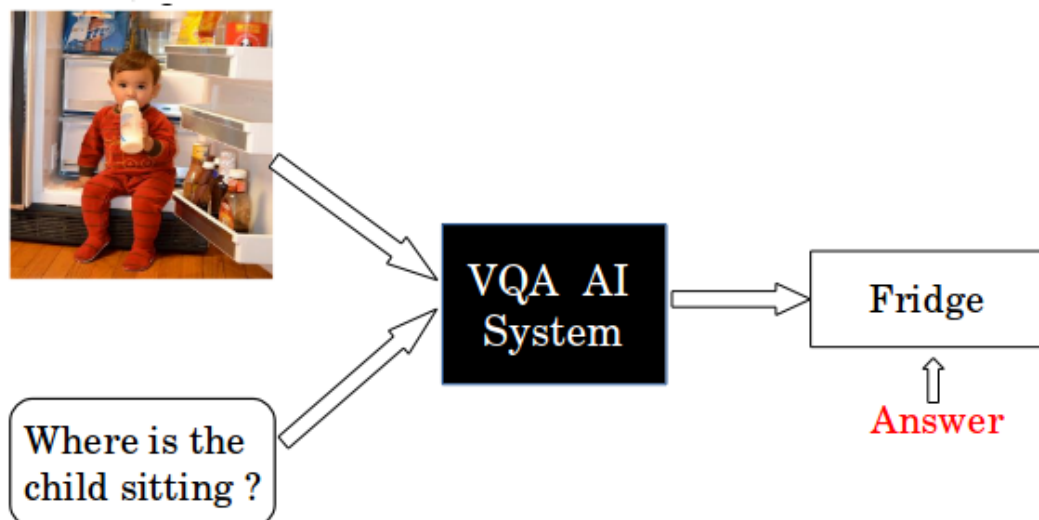 VQA AI
System
Fridge
Answer
Where is the
child sitting ?